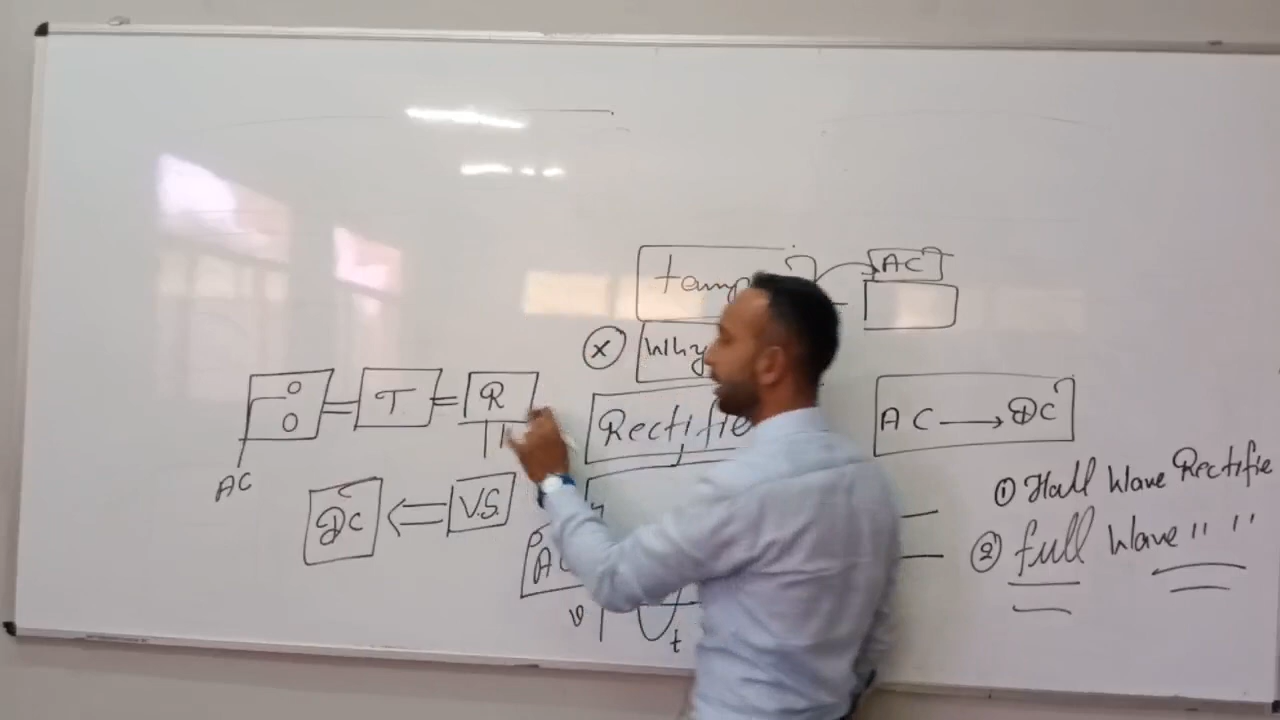 AC
Why
T
R
Rectifie
AC → DC
AC
① Half Wave Rectifie
DC
V.S.
② full Wave " "
t